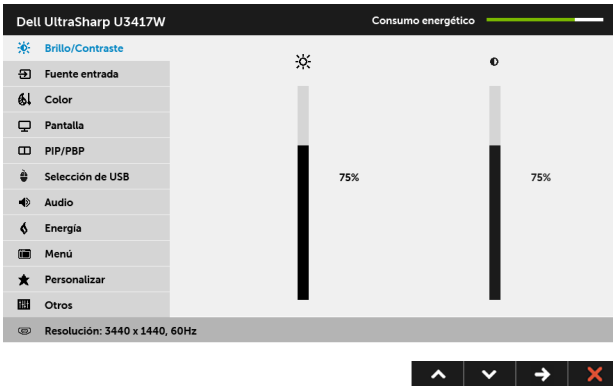 Dell UltraSharp U3417W
Consumo energético
Brillo/Contraste
Fuente entrada
Color
Pantalla
PIP/PBP
Selección de USB
Audio
Energía
Menú
Personalizar
Otros
75%
75%
Resolución: 3440 x 1440, 60Hz